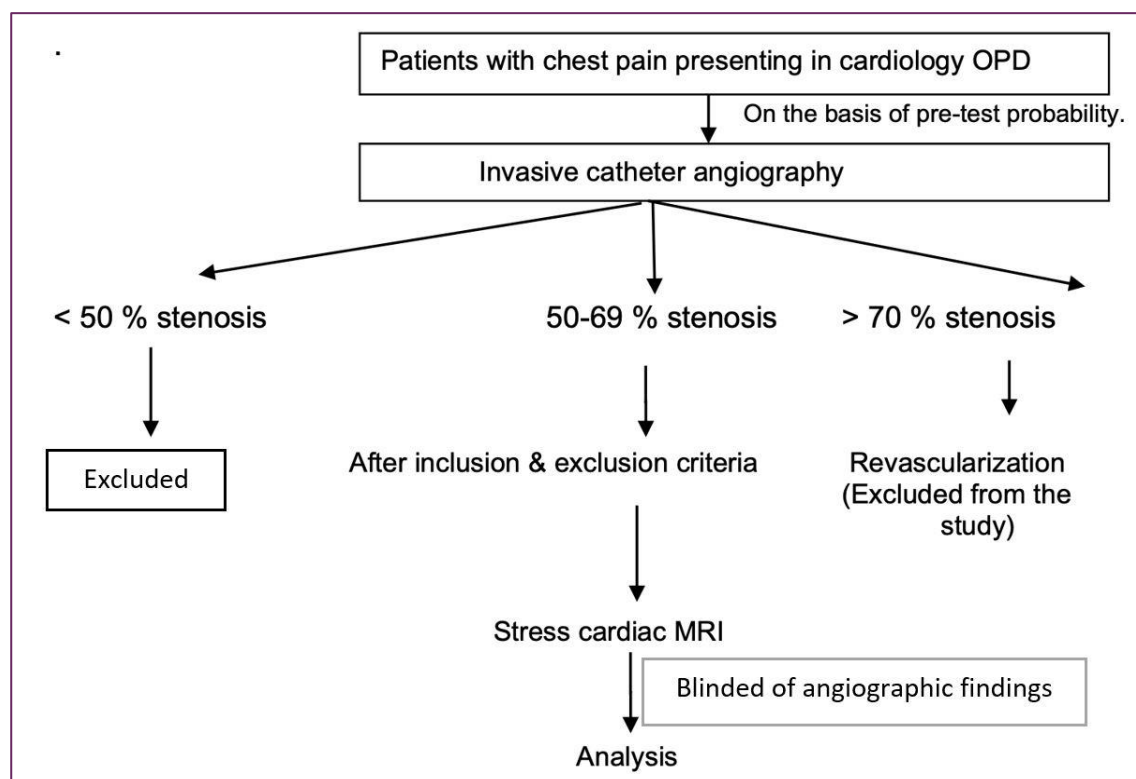 Patients with chest pain presenting in cardiology OPD
On the basis of pre-test probability.
Invasive catheter angiography
< 50 % stenosis
50-69 % stenosis
> 70 % stenosis
Excluded
After inclusion & exclusion criteria
Revascularization
(Excluded from the
study)
Stress cardiac MRI
Blinded of angiographic findings
Analysis